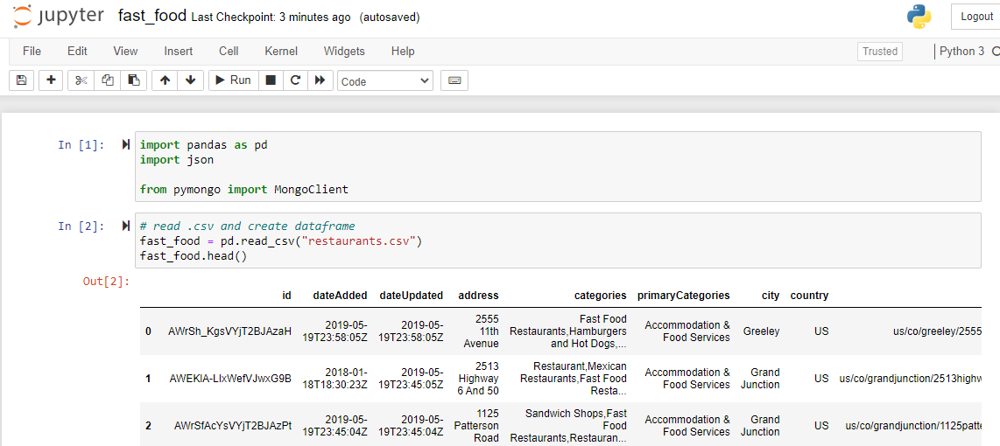 jupyter fast_food Last Checkpoint: 3 minutes ago (autosaved) Logout
File Edit View Insert Cell Kernel Widgets Help Trusted Python 3
Run Code
In [1]: import pandas as pd
import json
from pymongo import MongoClient
In [2]: # read .csv and create dataframe
fast_food = pd.read_csv("restaurants.csv")
fast_food.head()
Out[2]:
id dateAdded dateUpdated address categories primaryCategories city country
0 AWrSh_KgsVYjT2BJAzaH 2019-05-19T23:58:05Z 2019-05-19T23:58:05Z 2555 11th Avenue Fast Food Restaurants,Hamburgers and Hot Dogs,... Accommodation & Food Services Greeley US us/co/greeley/2555
1 AWEKlA-LIxWefVJwxG9B 2018-01-18T18:30:23Z 2019-05-19T23:45:05Z 2513 Highway 6 And 50 Restaurant,Mexican Restaurants,Fast Food Resta... Accommodation & Food Services Grand Junction US us/co/grandjunction/2513highw
2 AWrSfAcYsVYjT2BJAzPt 2019-05-19T23:45:04Z 2019-05-19T23:45:04Z 1125 Patterson Road Sandwich Shops,Fast Food Restaurants,Restauran... Accommodation & Food Services Grand Junction US us/co/grandjunction/1125patte